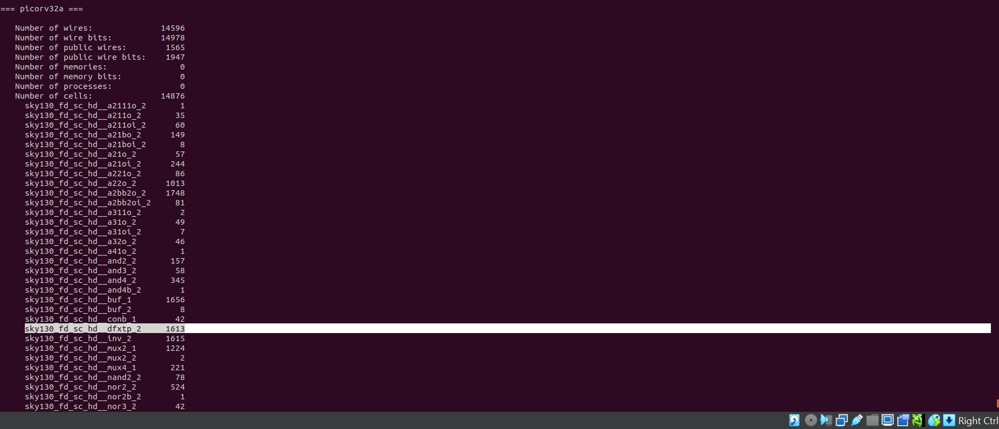 === picorv32a ===
Number of wires: 14596
Number of wire bits: 14978
Number of public wires: 1565
Number of public wire bits: 1947
Number of memories: 0
Number of memory bits: 0
Number of processes: 0
Number of cells: 14876
sky130_fd_sc_hd__a2111o_2 1
sky130_fd_sc_hd__a211o_2 35
sky130_fd_sc_hd__a211oi_2 60
sky130_fd_sc_hd__a21bo_2 149
sky130_fd_sc_hd__a21boi_2 8
sky130_fd_sc_hd__a21o_2 57
sky130_fd_sc_hd__a21oi_2 244
sky130_fd_sc_hd__a221o_2 86
sky130_fd_sc_hd__a22o_2 1013
sky130_fd_sc_hd__a2bb2o_2 1748
sky130_fd_sc_hd__a2bb2oi_2 81
sky130_fd_sc_hd__a311o_2 2
sky130_fd_sc_hd__a31o_2 49
sky130_fd_sc_hd__a31oi_2 7
sky130_fd_sc_hd__a32o_2 46
sky130_fd_sc_hd__a41o_2 1
sky130_fd_sc_hd__and2_2 157
sky130_fd_sc_hd__and3_2 58
sky130_fd_sc_hd__and4_2 345
sky130_fd_sc_hd__and4b_2 1
sky130_fd_sc_hd__buf_1 1656
sky130_fd_sc_hd__buf_2 8
sky130_fd_sc_hd__conb_1 42
sky130_fd_sc_hd__dfxtp_2 1613
sky130_fd_sc_hd__inv_2 1615
sky130_fd_sc_hd__mux2_1 1224
sky130_fd_sc_hd__mux2_2 2
sky130_fd_sc_hd__mux4_1 221
sky130_fd_sc_hd__nand2_2 78
sky130_fd_sc_hd__nor2_2 524
sky130_fd_sc_hd__nor2b_2 1
sky130_fd_sc_hd__nor3_2 42
Right Ctrl